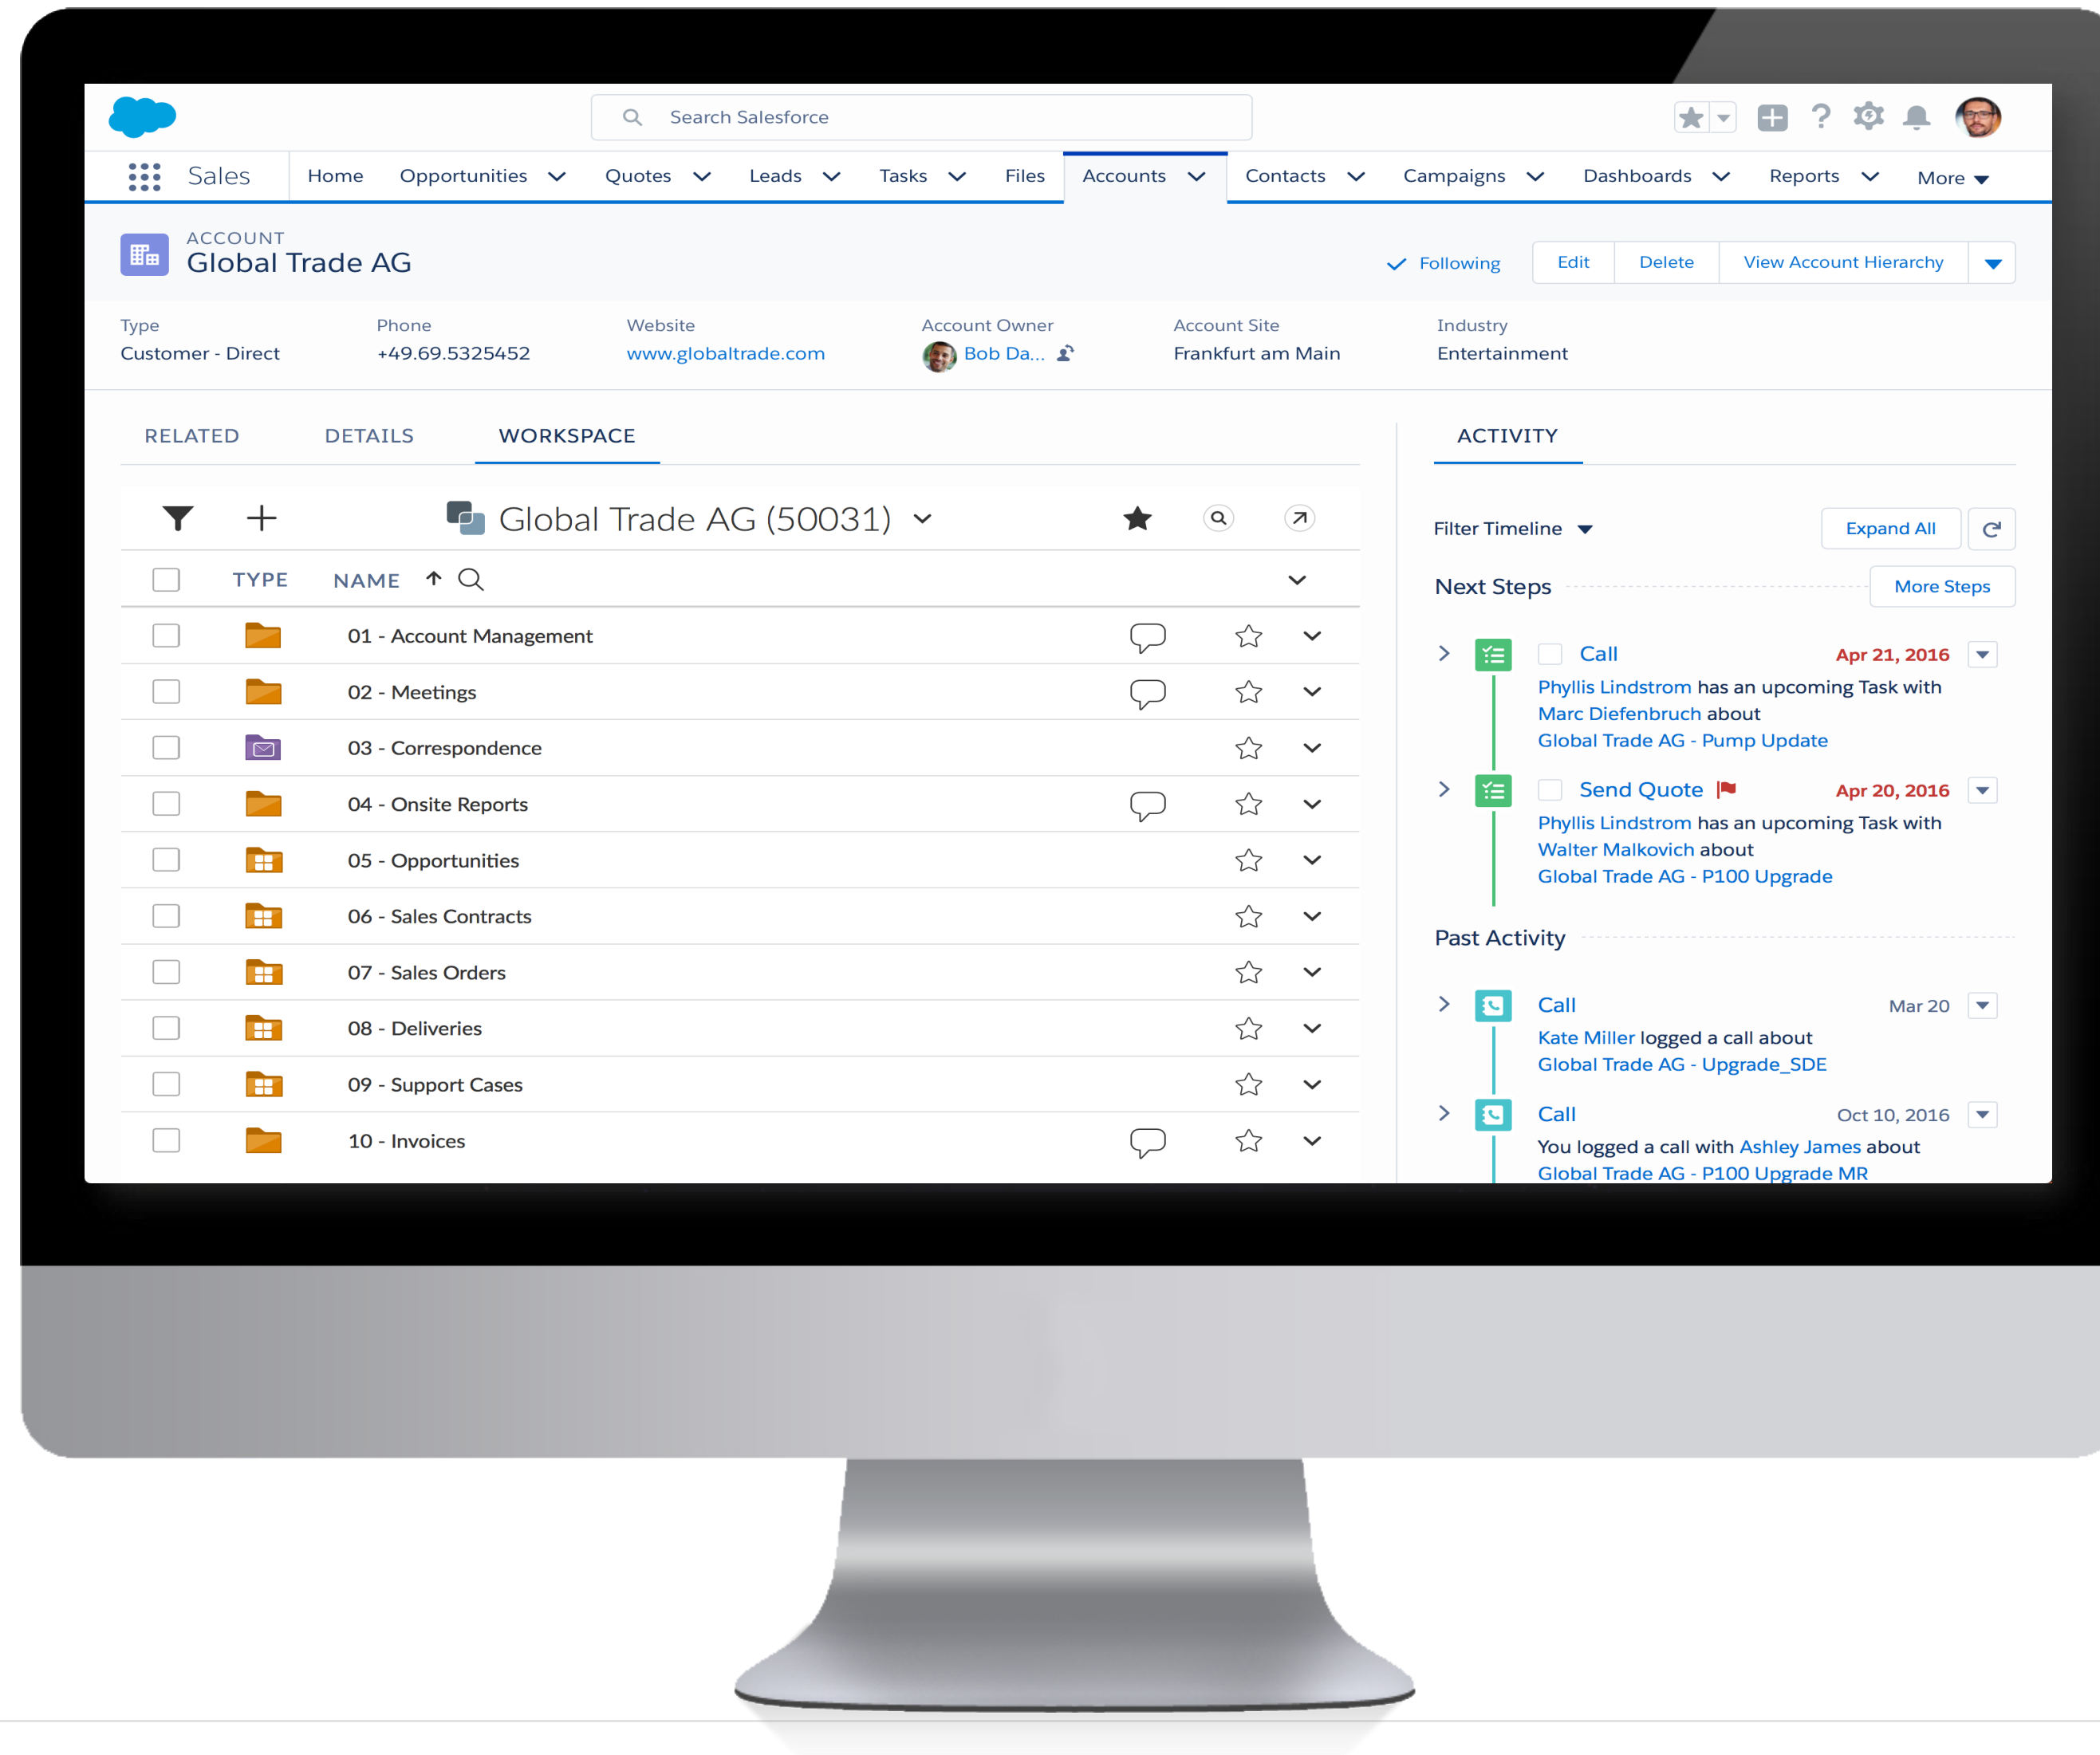 Search Salesforce
Sales Home Opportunities Quotes Leads Tasks Files Accounts Contacts Campaigns Dashboards Reports More
ACCOUNT
Global Trade AG
Following Edit Delete View Account Hierarchy
Type Phone Website Account Owner Account Site Industry
Customer - Direct +49.69.5325452 www.globaltrade.com Bob Da... Frankfurt am Main Entertainment
RELATED DETAILS WORKSPACE
Global Trade AG (50031)
TYPE NAME
01 - Account Management
02 - Meetings
03 - Correspondence
04 - Onsite Reports
05 - Opportunities
06 - Sales Contracts
07 - Sales Orders
08 - Deliveries
09 - Support Cases
10 - Invoices
ACTIVITY
Filter Timeline Expand All
Next Steps More Steps
Call Apr 21, 2016
Phyllis Lindstrom has an upcoming Task with
Marc Diefenbruch about
Global Trade AG - Pump Update
Send Quote Apr 20, 2016
Phyllis Lindstrom has an upcoming Task with
Walter Malkovich about
Global Trade AG - P100 Upgrade
Past Activity
Call Mar 20
Kate Miller logged a call about
Global Trade AG - Upgrade_SDE
Call Oct 10, 2016
You logged a call with Ashley James about
Global Trade AG - P100 Upgrade MR